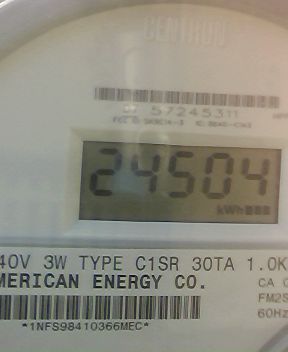 CENTRON
57245311
24504
kWh
40V 3W TYPE C1SR 30TA 1.0K
MERICAN ENERGY CO.
CA
FM2S
60Hz
*1NFS98410366MEC*